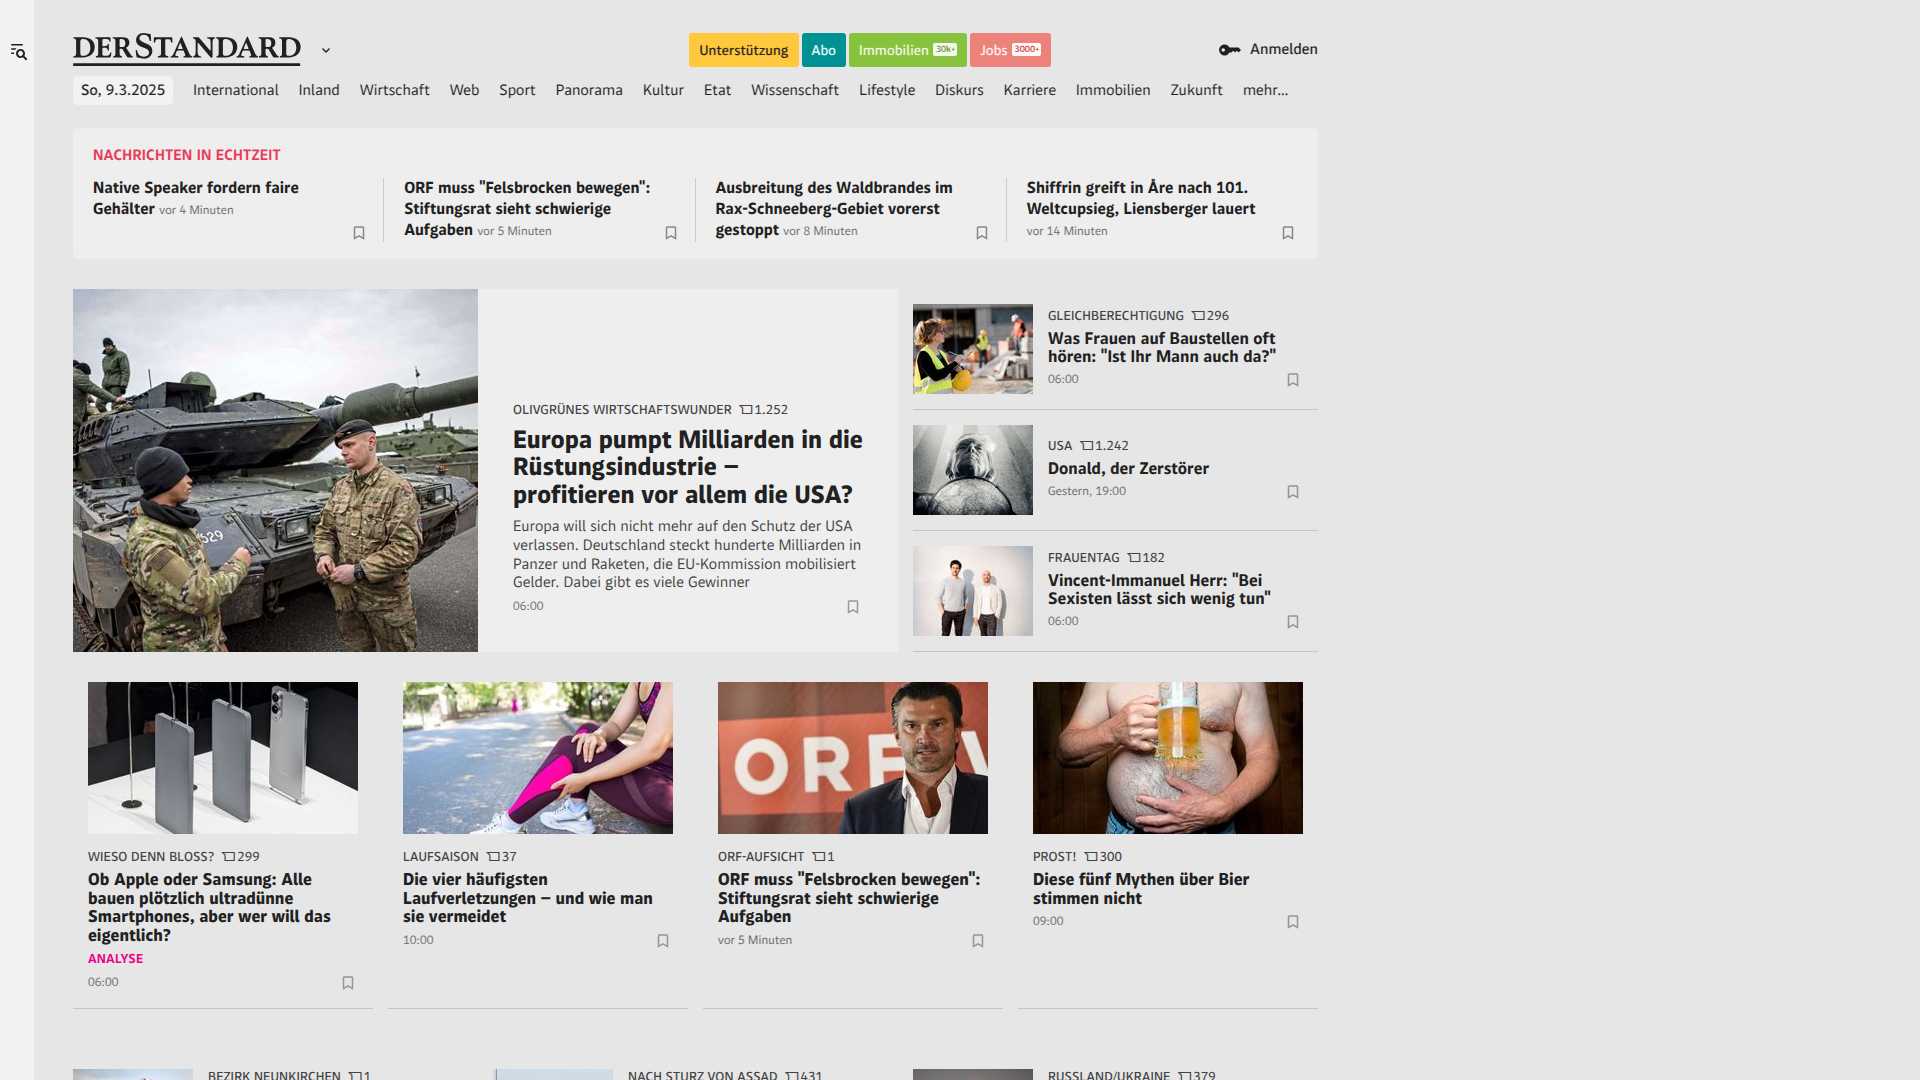 DERSTANDARD
Unterstützung
Abo
Immobilien 30k+
Jobs 3000+
Anmelden
So, 9.3.2025
International
Inland
Wirtschaft
Web
Sport
Panorama
Kultur
Etat
Wissenschaft
Lifestyle
Diskurs
Karriere
Immobilien
Zukunft
mehr...
NACHRICHTEN IN ECHTZEIT
Native Speaker fordern faire
Gehälter vor 4 Minuten
ORF muss "Felsbrocken bewegen":
Stiftungsrat sieht schwierige
Aufgaben vor 5 Minuten
Ausbreitung des Waldbrandes im
Rax-Schneeberg-Gebiet vorerst
gestoppt vor 8 Minuten
Shiffrin greift in Åre nach 101.
Weltcupsieg, Liensberger lauert
vor 14 Minuten
529
OLIVGRÜNES WIRTSCHAFTSWUNDER 1.252
Europa pumpt Milliarden in die
Rüstungsindustrie –
profitieren vor allem die USA?
Europa will sich nicht mehr auf den Schutz der USA
verlassen. Deutschland steckt hunderte Milliarden in
Panzer und Raketen, die EU-Kommission mobilisiert
Gelder. Dabei gibt es viele Gewinner
06:00
GLEICHBERECHTIGUNG 296
Was Frauen auf Baustellen oft
hören: "Ist Ihr Mann auch da?"
06:00
USA 1.242
Donald, der Zerstörer
Gestern, 19:00
FRAUENTAG 182
Vincent-Immanuel Herr: "Bei
Sexisten lässt sich wenig tun"
06:00
WIESO DENN BLOSS? 299
Ob Apple oder Samsung: Alle
bauen plötzlich ultradünne
Smartphones, aber wer will das
eigentlich?
ANALYSE
06:00
LAUFSAISON 37
Die vier häufigsten
Laufverletzungen – und wie man
sie vermeidet
10:00
ORF
ORF-AUFSICHT 1
ORF muss "Felsbrocken bewegen":
Stiftungsrat sieht schwierige
Aufgaben
vor 5 Minuten
PROST! 300
Diese fünf Mythen über Bier
stimmen nicht
09:00
BEZIRK NEUNKIRCHEN 1
NACH STURZ VON ASSAD 431
RUSSLAND/UKRAINE 379